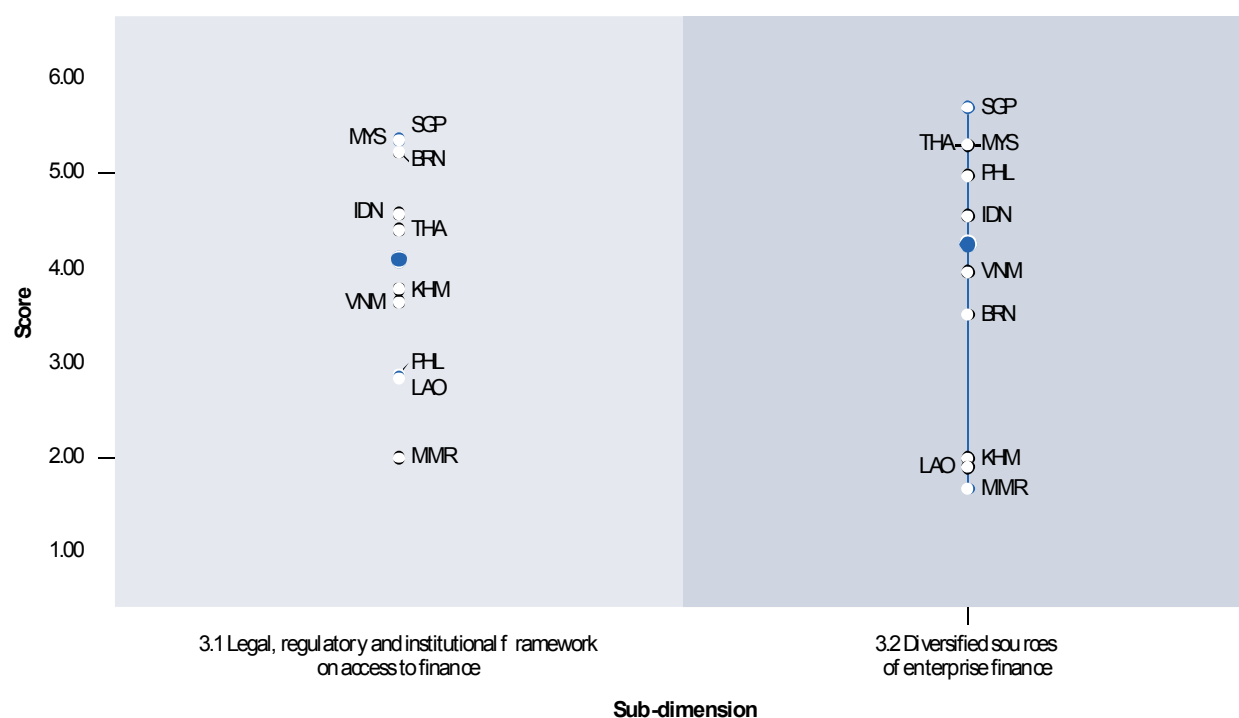 6.00
5.00
4.00
3.00
2.00
1.00
Score
MYS
SGP
BRN
IDN
THA
KHM
VNM
PHL
LAO
MMR
SGP
THA
MYS
PHL
IDN
VNM
BRN
KHM
LAO
MMR
3.1 Legal, regulatory and institutional f ramework
on access to finance
3.2 Diversified sources
of enterprise finance
Sub-dimension